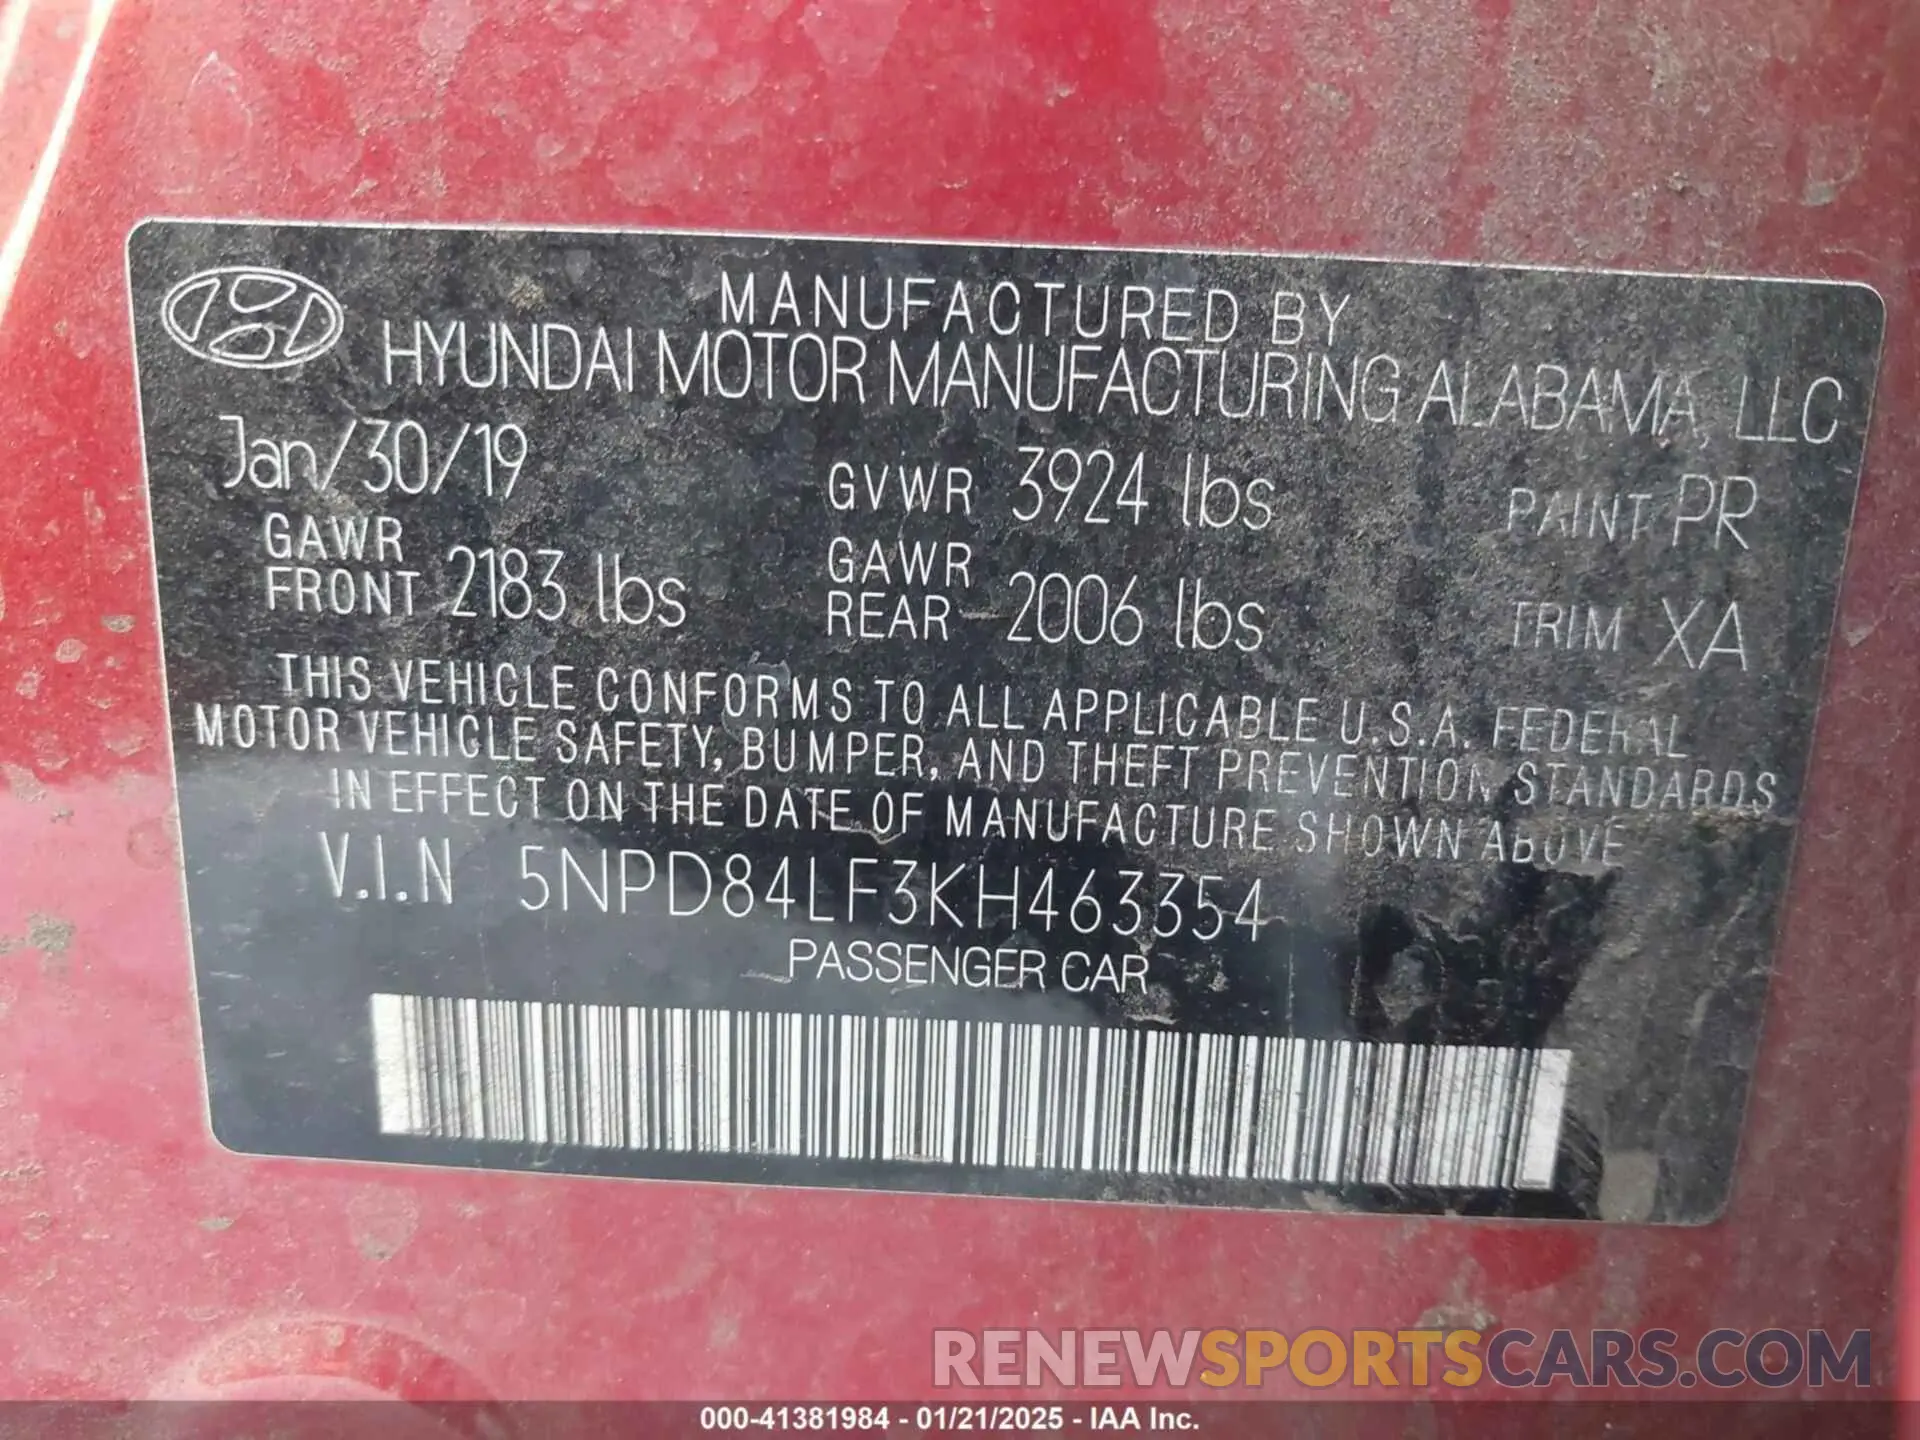 MANUFACTURED BY
HYUNDAI MOTOR MANUFACTURING ALABAMA, LLC
Jan/30/19 GVWR 3924 lbs PAINT PR
GAWR FRONT 2183 lbs GAWR REAR 2006 lbs TRIM XA
THIS VEHICLE CONFORMS TO ALL APPLICABLE U.S.A. FEDERAL
MOTOR VEHICLE SAFETY, BUMPER, AND THEFT PREVENTION STANDARDS
IN EFFECT ON THE DATE OF MANUFACTURE SHOWN ABOVE
V.I.N 5NPD84LF3KH463354
PASSENGER CAR
RENEWSPORTSCARS.COM
000-41381984 - 01/21/2025 - IAA Inc.